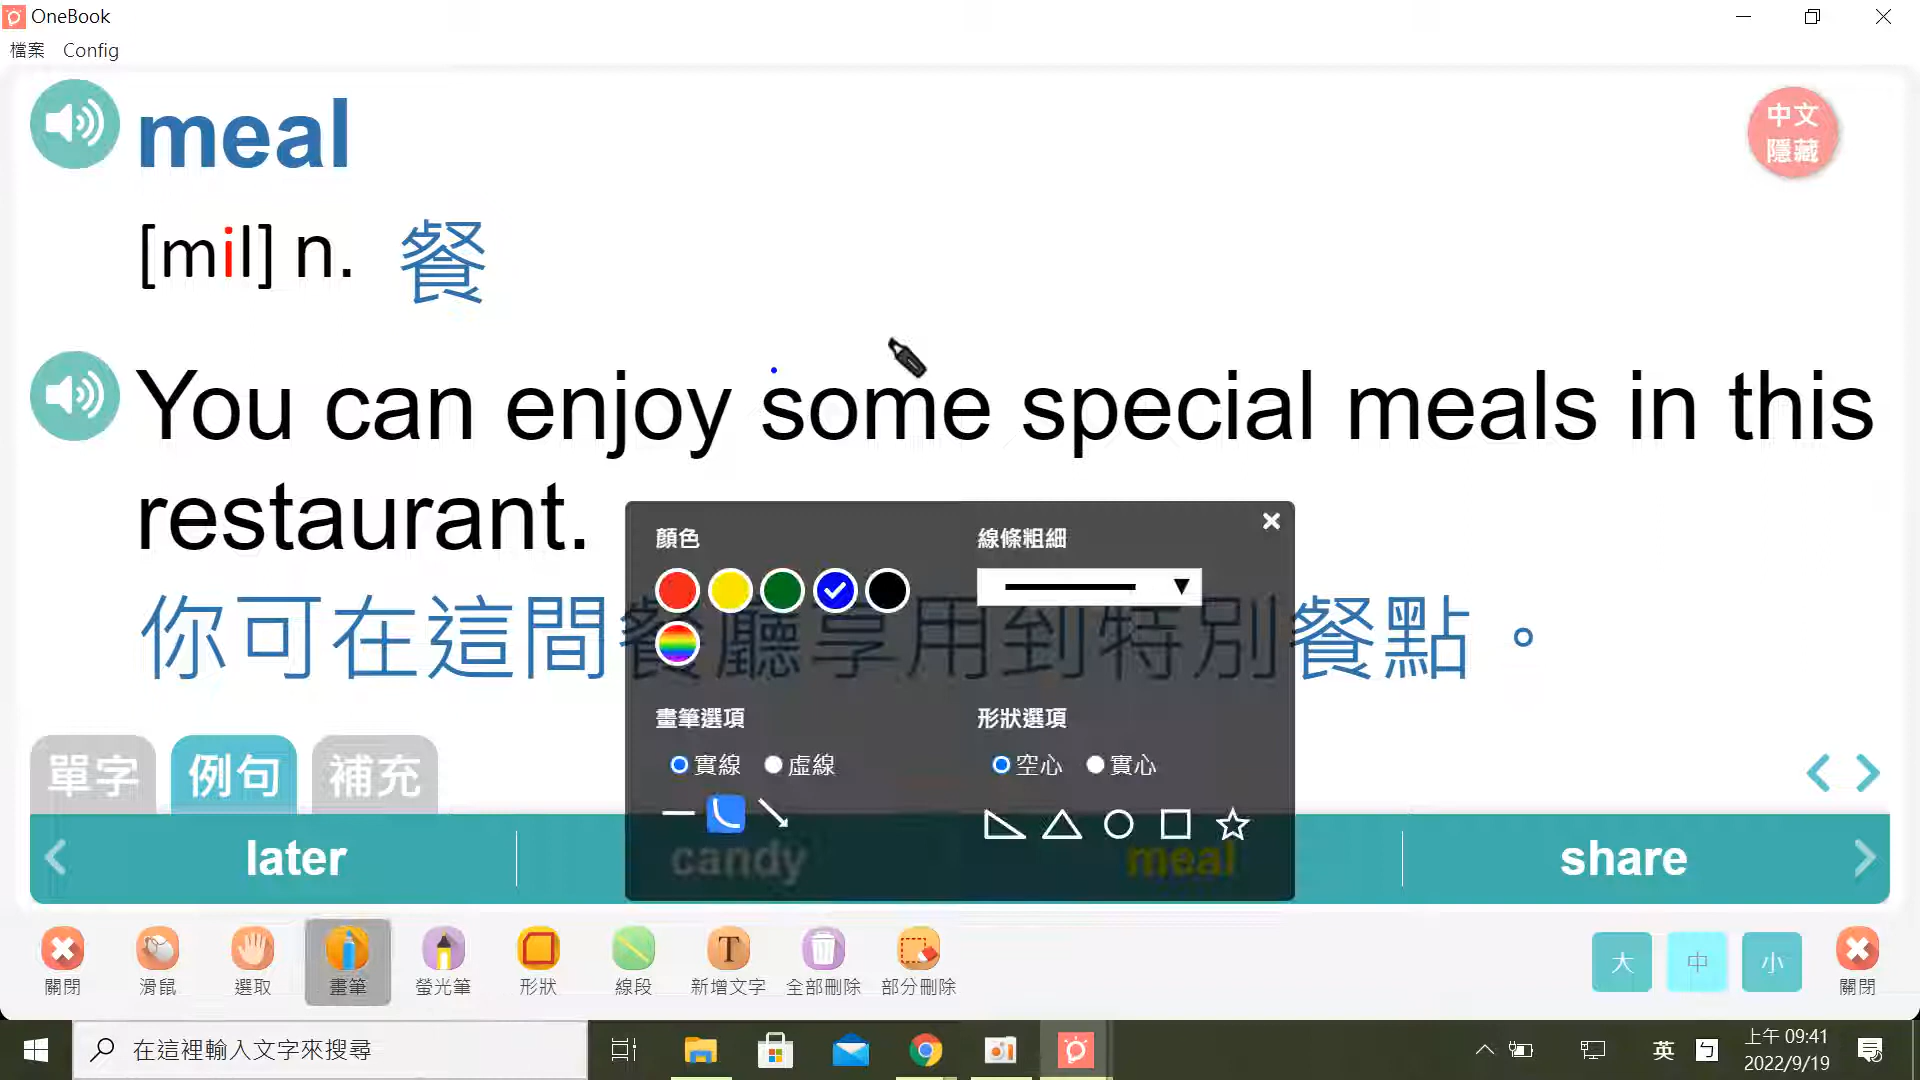 OneBook
檔案 Config
meal
中文
隱藏
[mil] n. 餐
You can enjoy some special meals in this
restaurant.
你可在這間餐廳享用到特別餐點。
顏色
線條粗細
畫筆選項
形狀選項
實線 虛線
空心 實心
單字 例句 補充
later candy meal share
關閉 滑鼠 選取 畫筆 螢光筆 形狀 線段 新增文字 全部刪除 部分刪除 大 中 小 關閉
在這裡輸入文字來搜尋
英 ㄅ
上午 09:41
2022/9/19